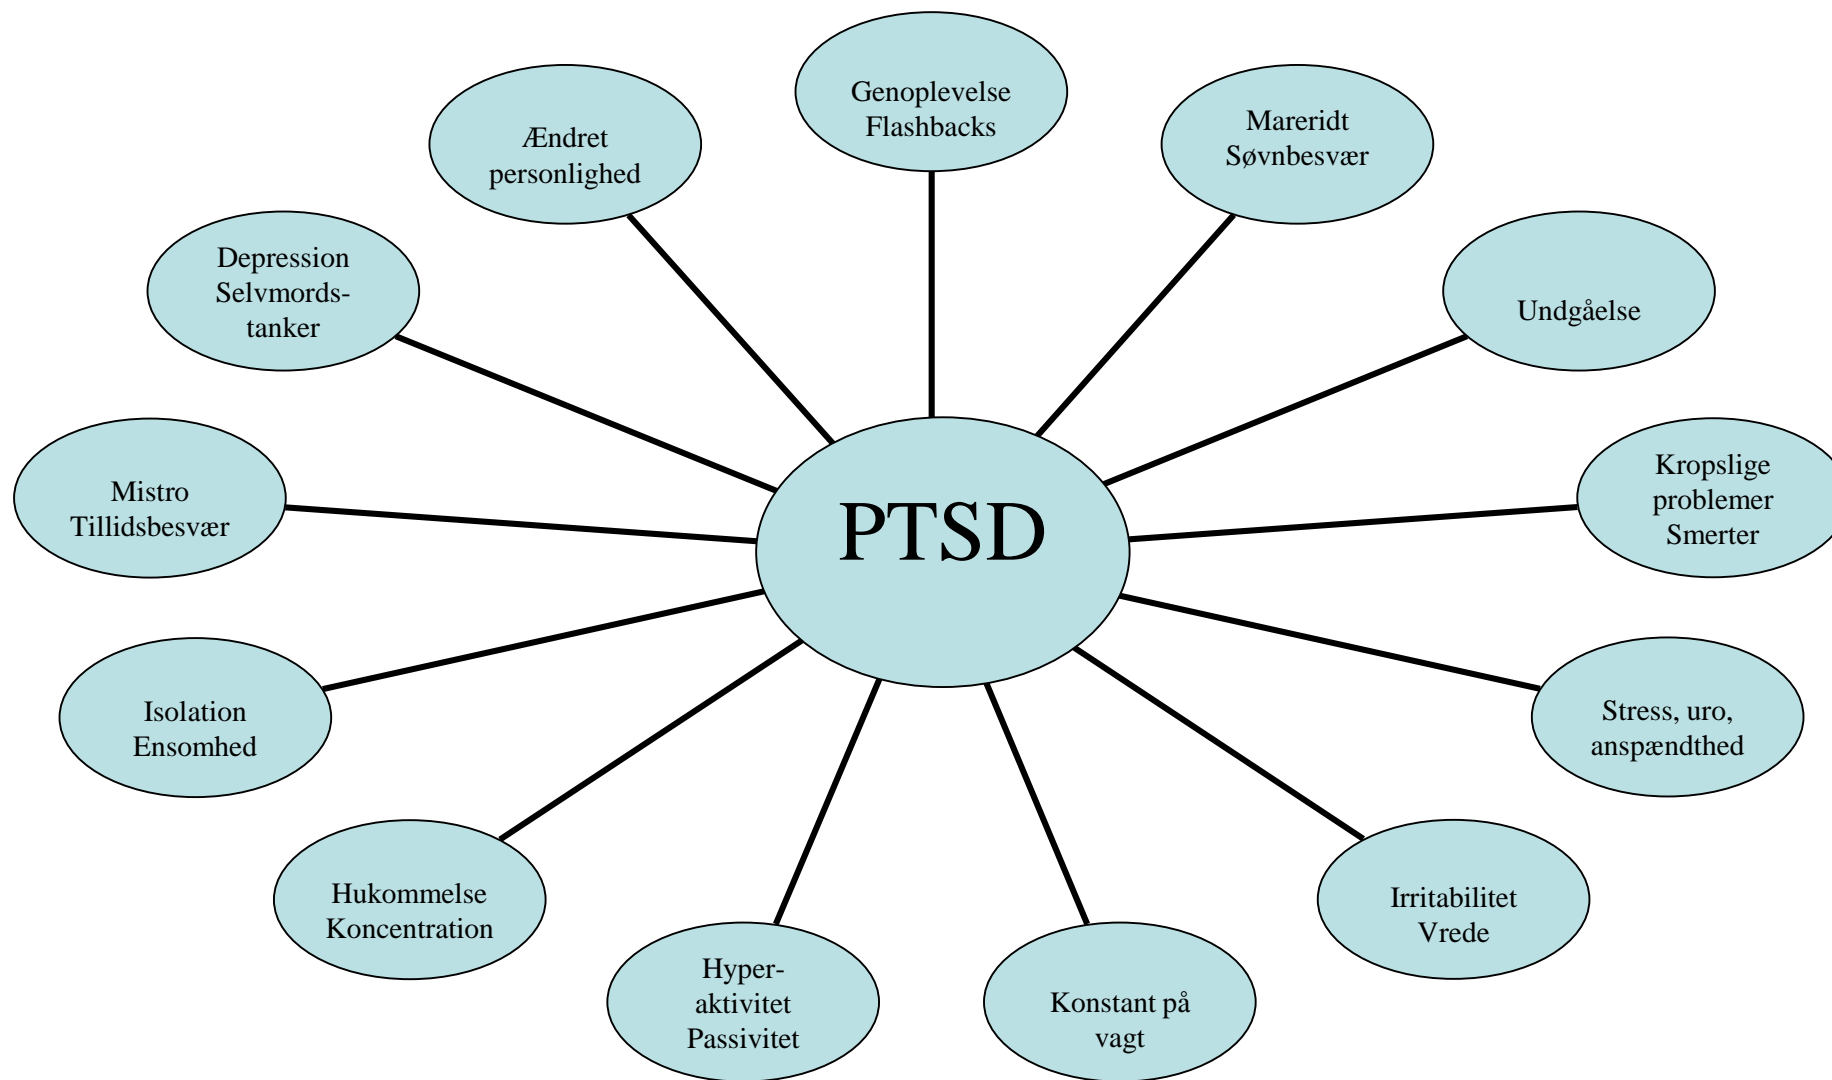 Genoplevelse
Flashbacks
Mareridt
Søvnbesvær
Undgåelse
Kropslige
problemer
Smerter
Stress, uro,
anspændthed
Irritabilitet
Vrede
Konstant på
vagt
Hyper-
aktivitet
Passivitet
Hukommelse
Koncentration
Isolation
Ensomhed
Mistro
Tillidsbesvær
Depression
Selvmords-
tanker
Ændret
personlighed
PTSD